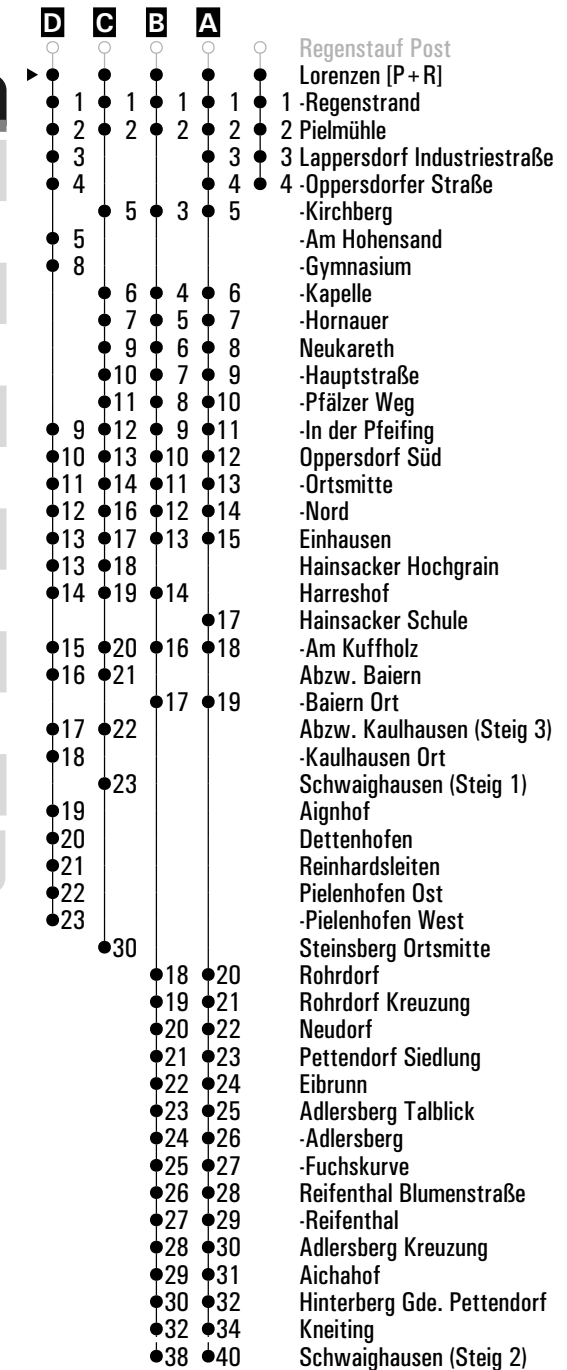 D C B A
Regenstauf Post
Lorenzen [P+R]
1 1 1 1 1 -Regenstrand
2 2 2 2 2 Pielmühle
3 3 3 Lappersdorf Industriestraße
4 4 4 -Oppersdorfer Straße
5 3 5 -Kirchberg
5 -Am Hohensand
8 -Gymnasium
6 4 6 -Kapelle
7 5 7 -Hornauer
9 6 8 Neukareth
10 7 9 -Hauptstraße
11 8 10 -Pfälzer Weg
9 12 9 11 -In der Pfeifing
10 13 10 12 Oppersdorf Süd
11 14 11 13 -Ortsmitte
12 16 12 14 -Nord
13 17 13 15 Einhausen
13 18 Hainsacker Hochgrain
14 19 14 Harreshof
17 Hainsacker Schule
15 20 16 18 -Am Kuffholz
16 21 Abzw. Baiern
17 19 -Baiern Ort
17 22 Abzw. Kaulhausen (Steig 3)
18 -Kaulhausen Ort
23 Schwaighausen (Steig 1)
19 Aignhof
20 Dettenhofen
21 Reinhardsleiten
22 Pielenhofen Ost
23 -Pielenhofen West
30 Steinsberg Ortsmitte
18 20 Rohrdorf
19 21 Rohrdorf Kreuzung
20 22 Neudorf
21 23 Pettendorf Siedlung
22 24 Eibrunn
23 25 Adlersberg Talblick
24 26 -Adlersberg
25 27 -Fuchskurve
26 28 Reifenthal Blumenstraße
27 29 -Reifenthal
28 30 Adlersberg Kreuzung
29 31 Aichahof
30 32 Hinterberg Gde. Pettendorf
32 34 Kneiting
38 40 Schwaighausen (Steig 2)